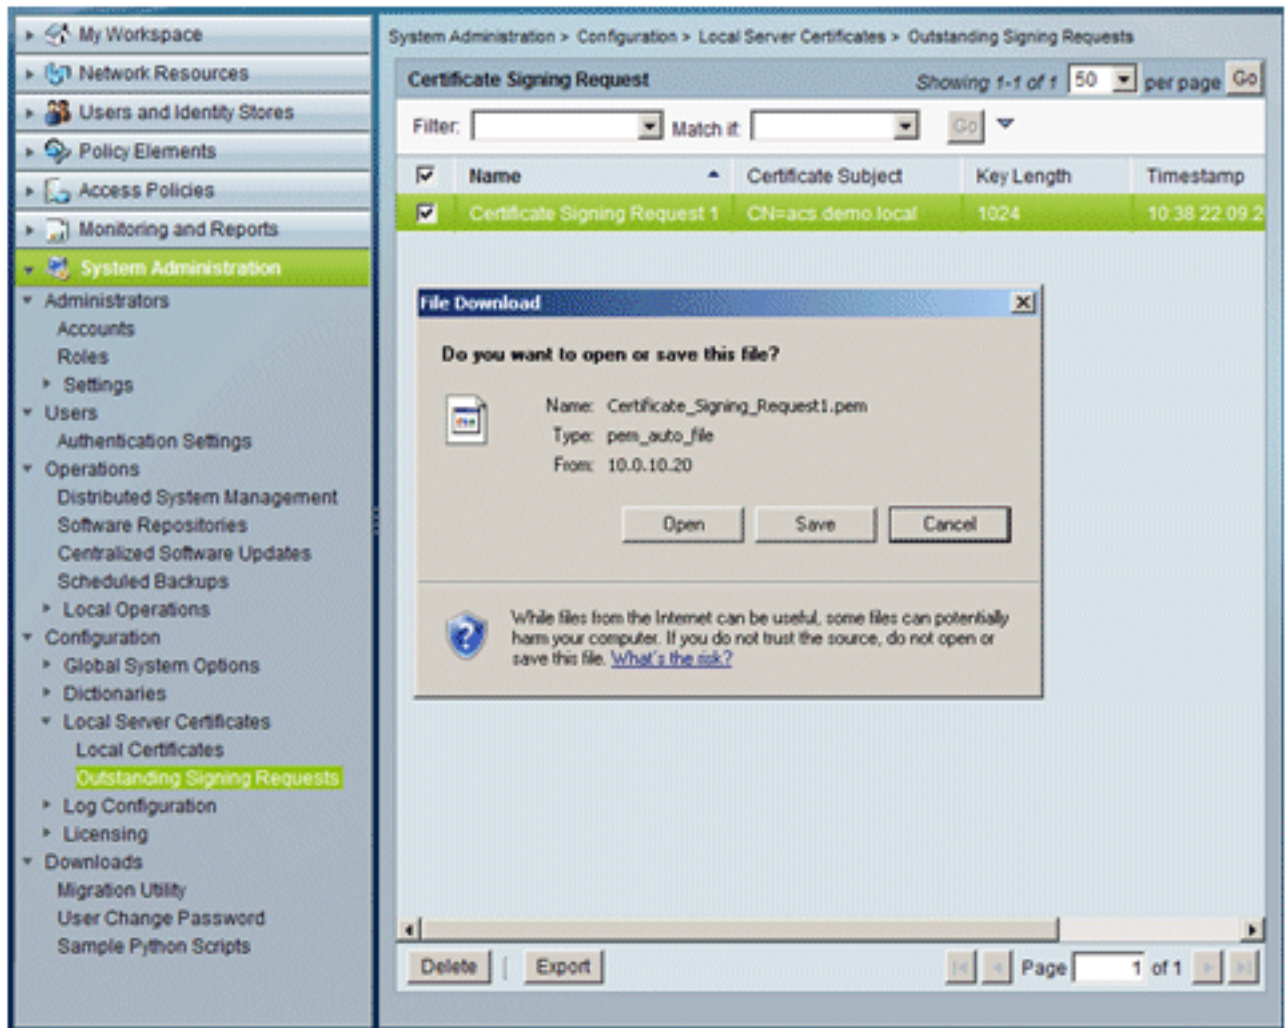 My Workspace
Network Resources
Users and Identity Stores
Policy Elements
Access Policies
Monitoring and Reports
System Administration
Administrators
Accounts
Roles
Settings
Users
Authentication Settings
Operations
Distributed System Management
Software Repositories
Centralized Software Updates
Scheduled Backups
Local Operations
Configuration
Global System Options
Dictionaries
Local Server Certificates
Local Certificates
Outstanding Signing Requests
Log Configuration
Licensing
Downloads
Migration Utility
User Change Password
Sample Python Scripts
System Administration > Configuration > Local Server Certificates > Outstanding Signing Requests
Certificate Signing Request Showing 1-1 of 1 50 per page Go
Filter: Match if: Go
Name Certificate Subject Key Length Timestamp
Certificate Signing Request 1 CN=acs.demo.local 1024 10:38 22.09.2
File Download
Do you want to open or save this file?
Name: Certificate_Signing_Request1.pem
Type: pem_auto_file
From: 10.0.10.20
Open Save Cancel
While files from the Internet can be useful, some files can potentially
harm your computer. If you do not trust the source, do not open or
save this file. What's the risk?
Delete | Export Page 1 of 1